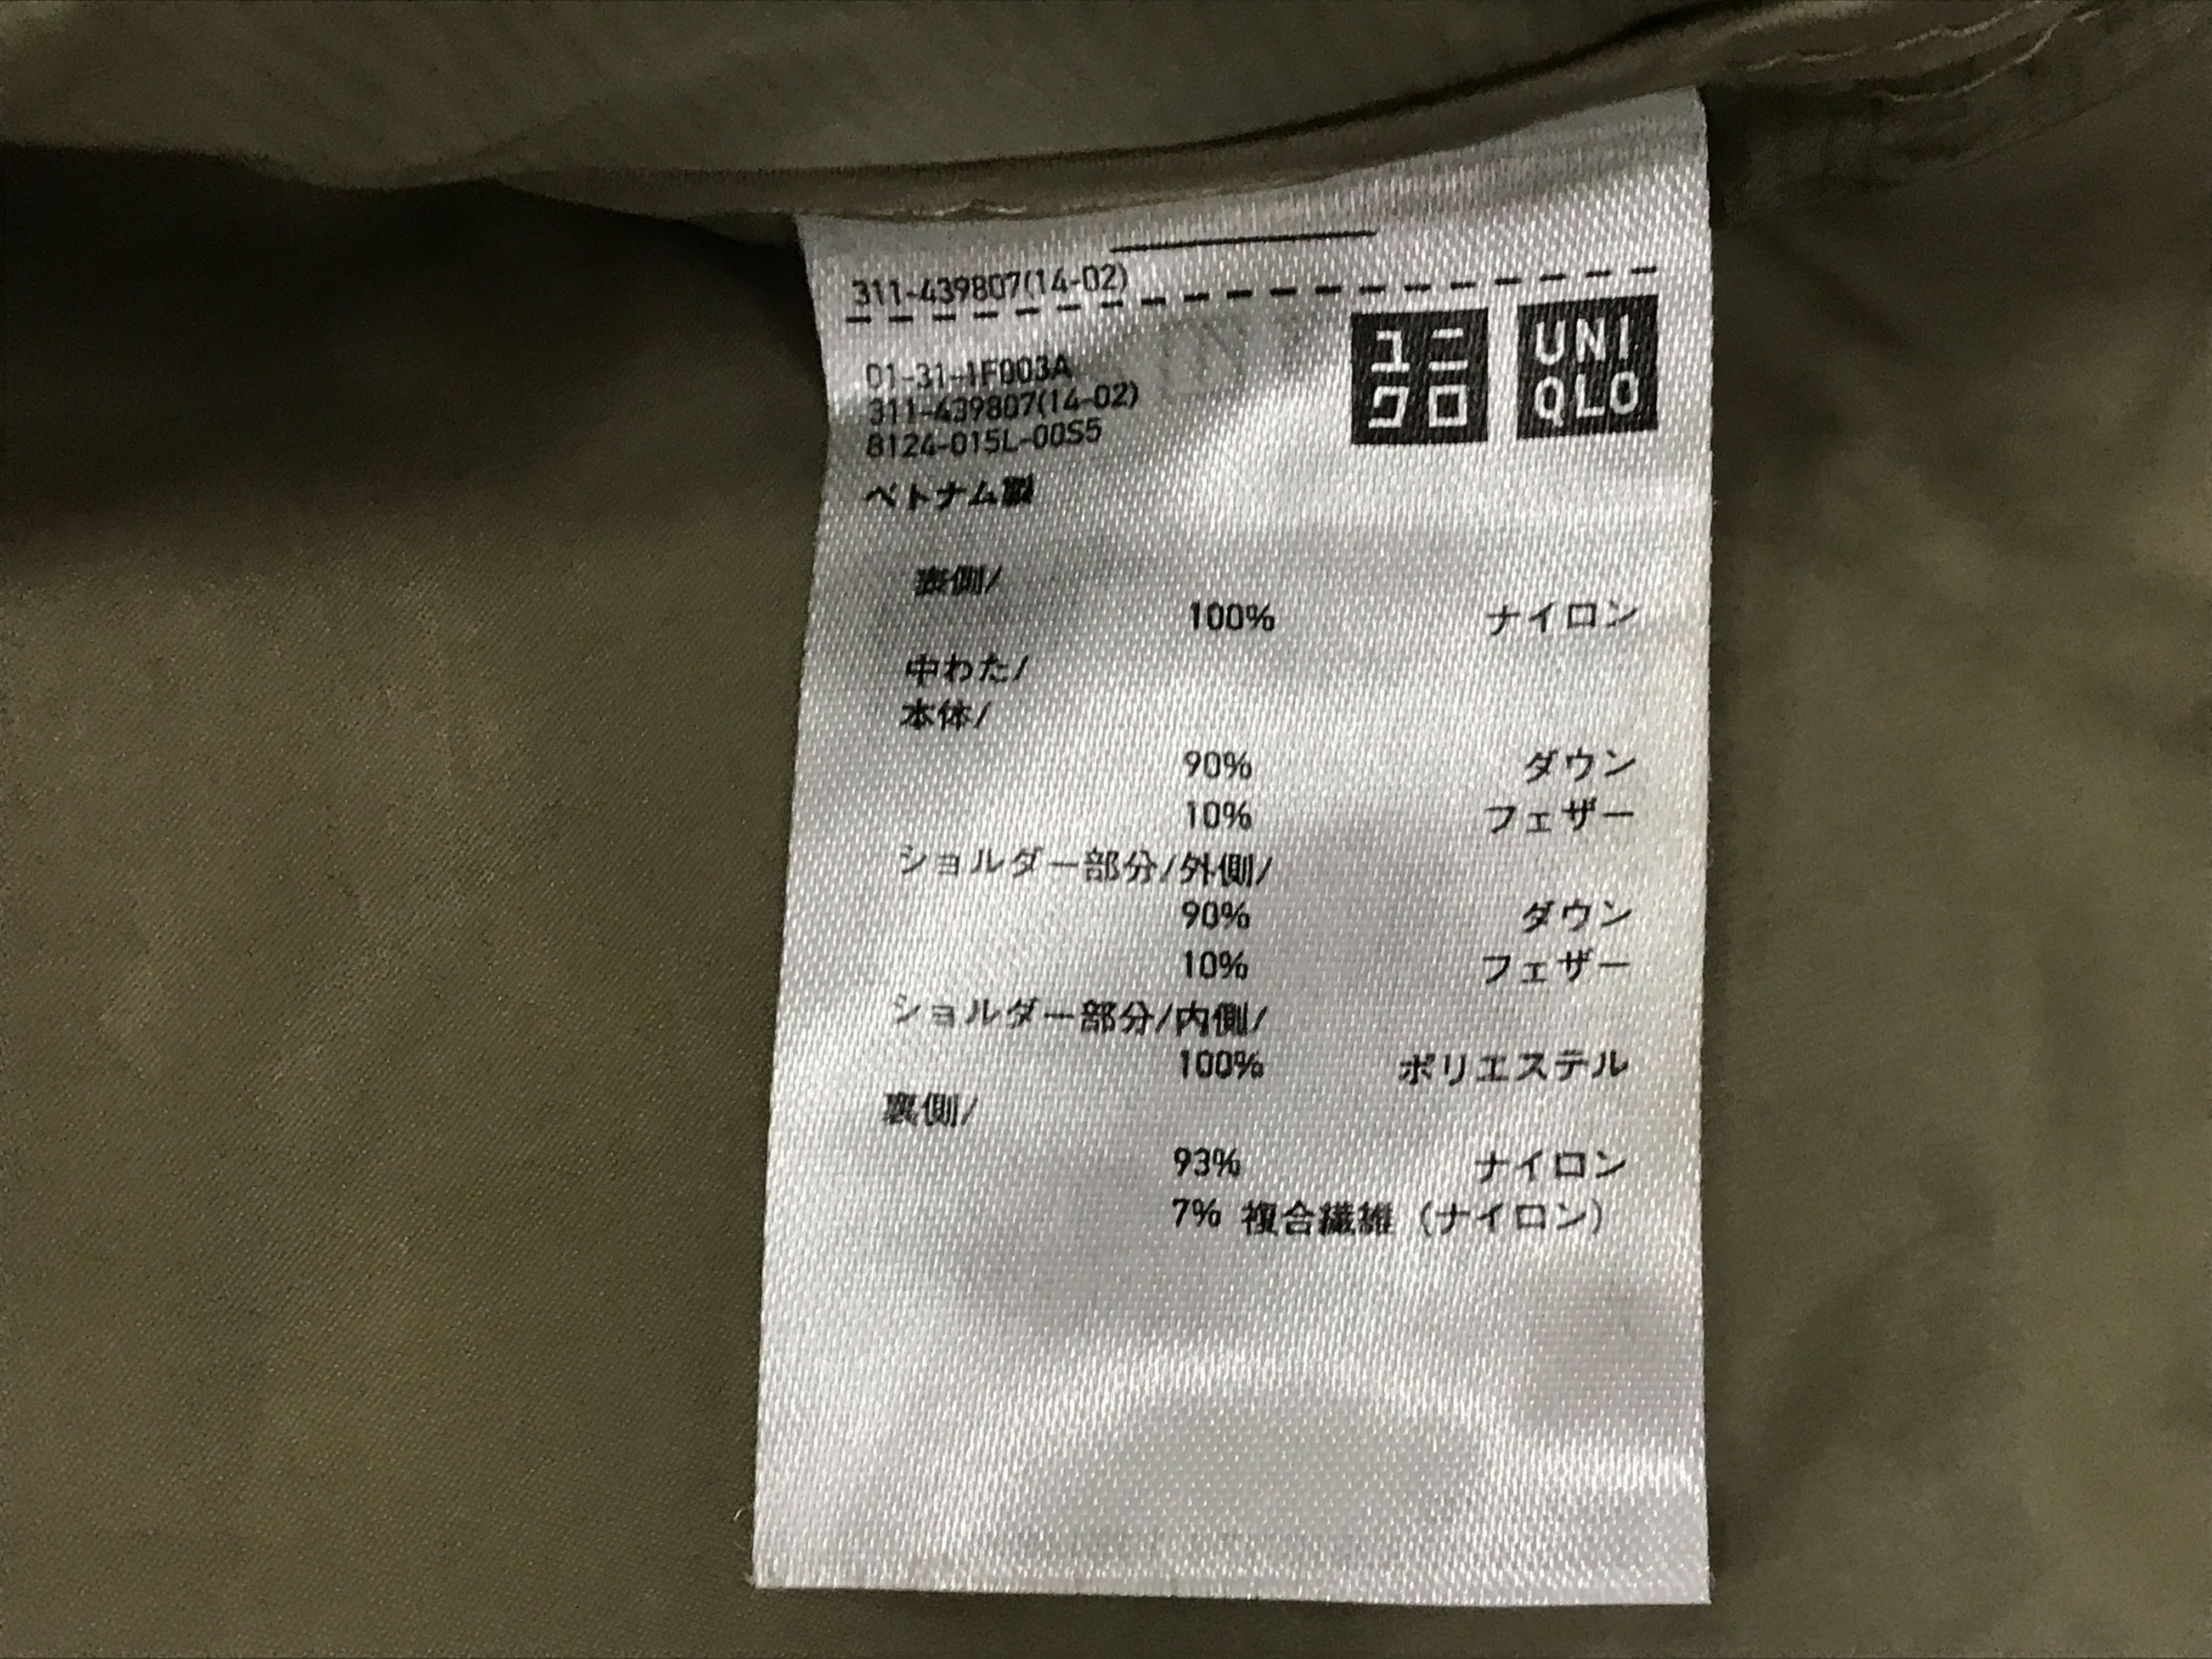 311-439807(14-02)
ユニ
クロ
UNI
QLO
01-31-1F003A
311-439807(14-02)
8124-015L-00S5
ベトナム製
表側/
100% ナイロン
中わた/
本体/
90% ダウン
10% フェザー
ショルダー部分/外側/
90% ダウン
10% フェザー
ショルダー部分/内側/
100% ポリエステル
裏側/
93% ナイロン
7% 複合繊維（ナイロン）